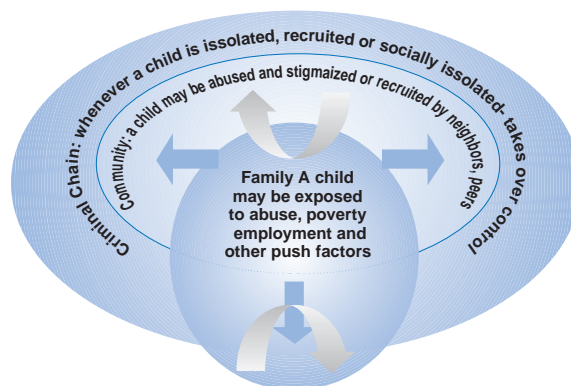 Criminal Chain: whenever a child is issolated, recruited or socially issolated- takes over control
Community: a child may be abused and stigmaized or recruited by neighbors, peers
Family A child
may be exposed
to abuse, poverty
employment and
other push factors